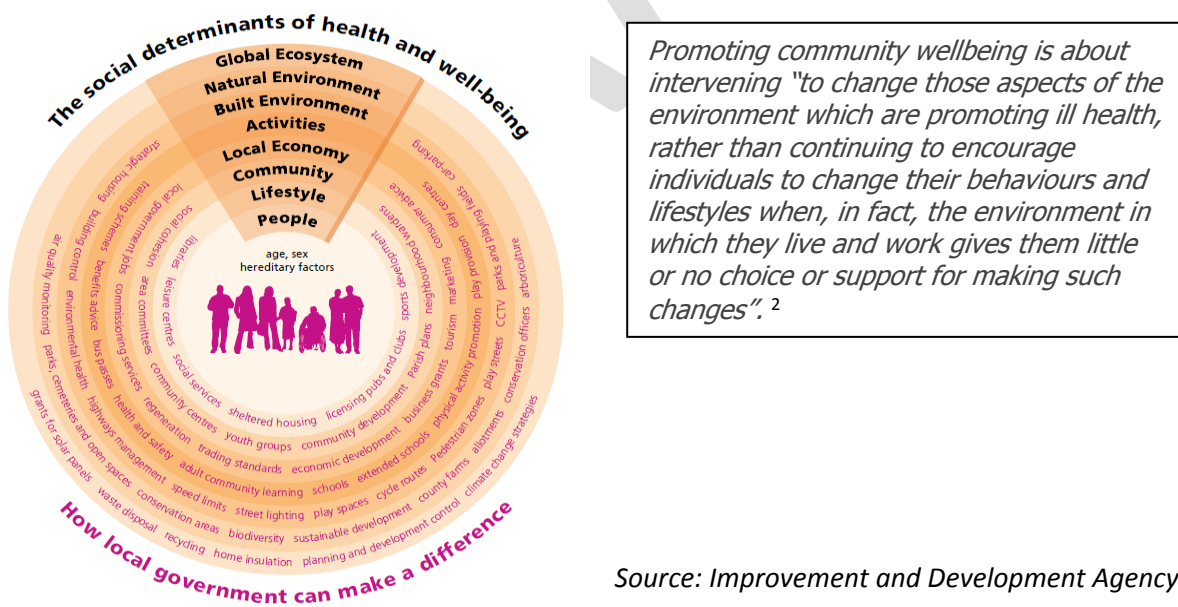 The social determinants of health and well-being
Global Ecosystem
Natural Environment
Built Environment
Activities
Local Economy
Community
Lifestyle
People
age, sex
hereditary factors
libraries leisure centres social services sheltered housing licensing pubs and clubs sports development
social cohesion area committees community centres youth groups community development Parish plans neighbourhood wardens
local government jobs commissioning services regeneration trading standards economic development business grants tourism marketing consumer advice
training schemes benefits advice bus passes health and safety adult community learning schools extended schools physical activity promotion play provision day centres
strategic housing building control environmental health highways management speed limits street lighting play spaces cycle routes Pedestrian zones play streets CCTV parks and playing fields car-parking
air quality monitoring parks, cemeteries and open spaces conservation areas biodiversity sustainable development county farms allotments conservation officers arboriculture
grants for solar panels waste disposal recycling home insulation planning and development control climate change strategies
How local government can make a difference
Promoting community wellbeing is about
intervening “to change those aspects of the
environment which are promoting ill health,
rather than continuing to encourage
individuals to change their behaviours and
lifestyles when, in fact, the environment in
which they live and work gives them little
or no choice or support for making such
changes”. 2
Source: Improvement and Development Agency